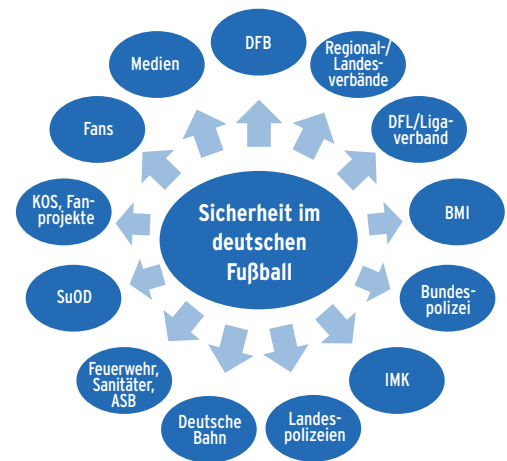 DFB
Regional-/
Landes-
verbände
DFL/Liga-
verband
BMI
Bundes-
polizei
IMK
Landes-
polizeien
Deutsche
Bahn
Feuerwehr,
Sanitäter,
ASB
SuOD
KOS, Fan-
projekte
Fans
Medien
Sicherheit im
deutschen
Fußball